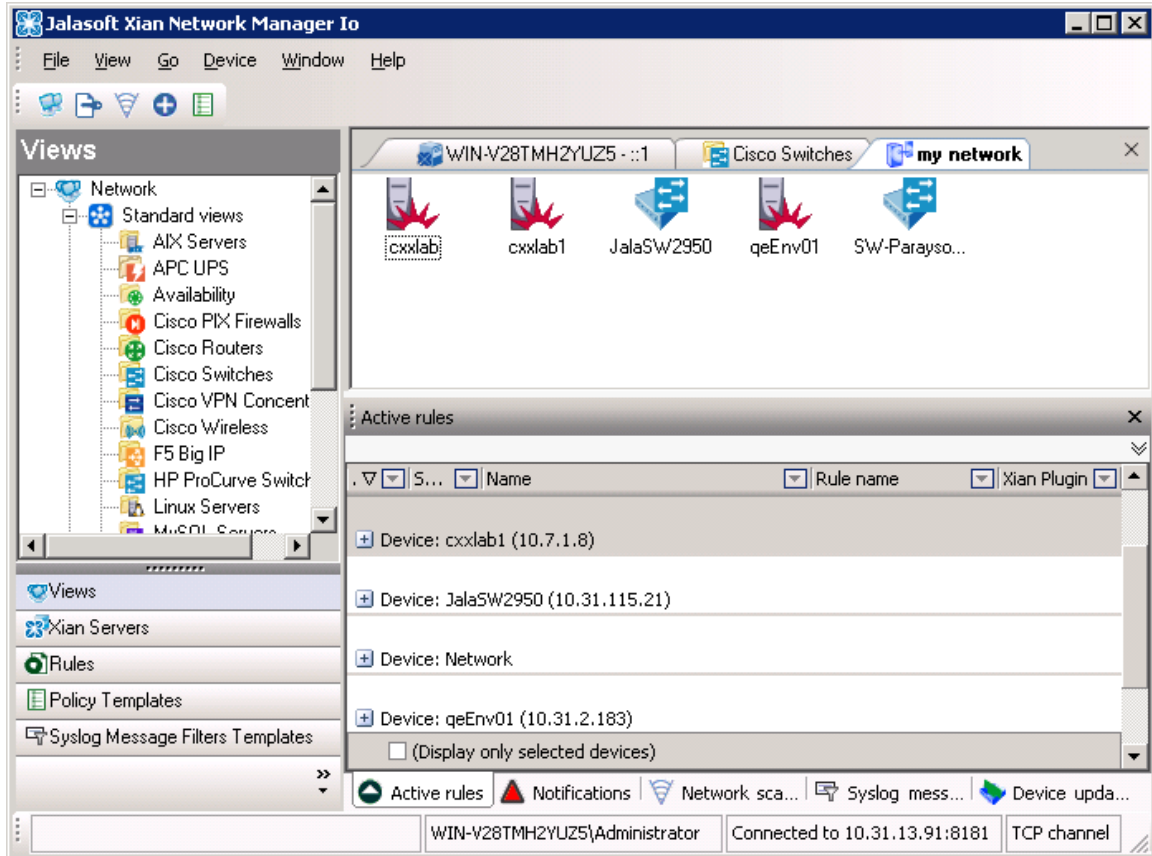 Jalasoft Xian Network Manager Io
File View Go Device Window Help
Views
Network
Standard views
AIX Servers
APC UPS
Availability
Cisco PIX Firewalls
Cisco Routers
Cisco Switches
Cisco VPN Concent
Cisco Wireless
F5 Big IP
HP ProCurve Switch
Linux Servers
MySQL Servers
Views
Xian Servers
Rules
Policy Templates
Syslog Message Filters Templates
WIN-V28TMH2YUZ5 - ::1 Cisco Switches my network
cxxlab cxxlab1 JalaSW2950 qeEnv01 SW-Parayso...
Active rules
. S... Name Rule name Xian Plugin
Device: cxxlab1 (10.7.1.8)
Device: JalaSW2950 (10.31.115.21)
Device: Network
Device: qeEnv01 (10.31.2.183)
(Display only selected devices)
Active rules Notifications Network sca... Syslog mess... Device upda...
WIN-V28TMH2YUZ5\Administrator Connected to 10.31.13.91:8181 TCP channel